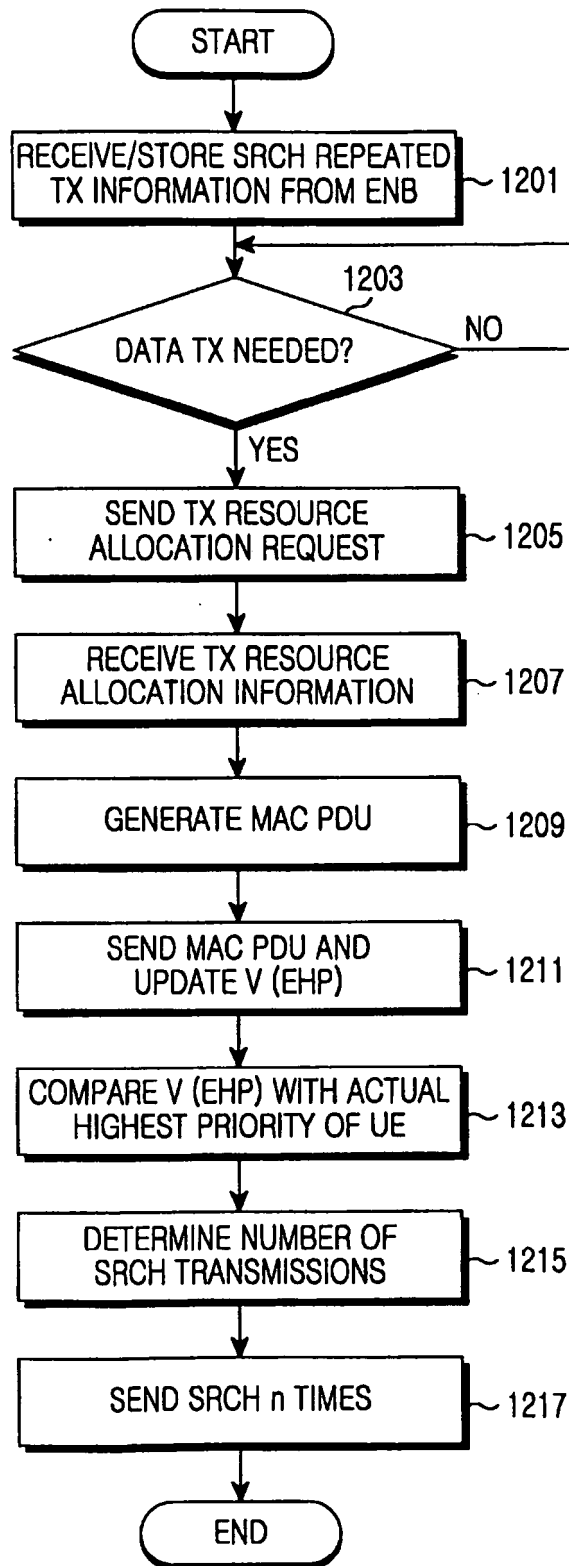 START
RECEIVE/STORE SRCH REPEATED
TX INFORMATION FROM ENB
1201
1203
DATA TX NEEDED?
NO
YES
SEND TX RESOURCE
ALLOCATION REQUEST
1205
RECEIVE TX RESOURCE
ALLOCATION INFORMATION
1207
GENERATE MAC PDU
1209
SEND MAC PDU AND
UPDATE V (EHP)
1211
COMPARE V (EHP) WITH ACTUAL
HIGHEST PRIORITY OF UE
1213
DETERMINE NUMBER OF
SRCH TRANSMISSIONS
1215
SEND SRCH n TIMES
1217
END